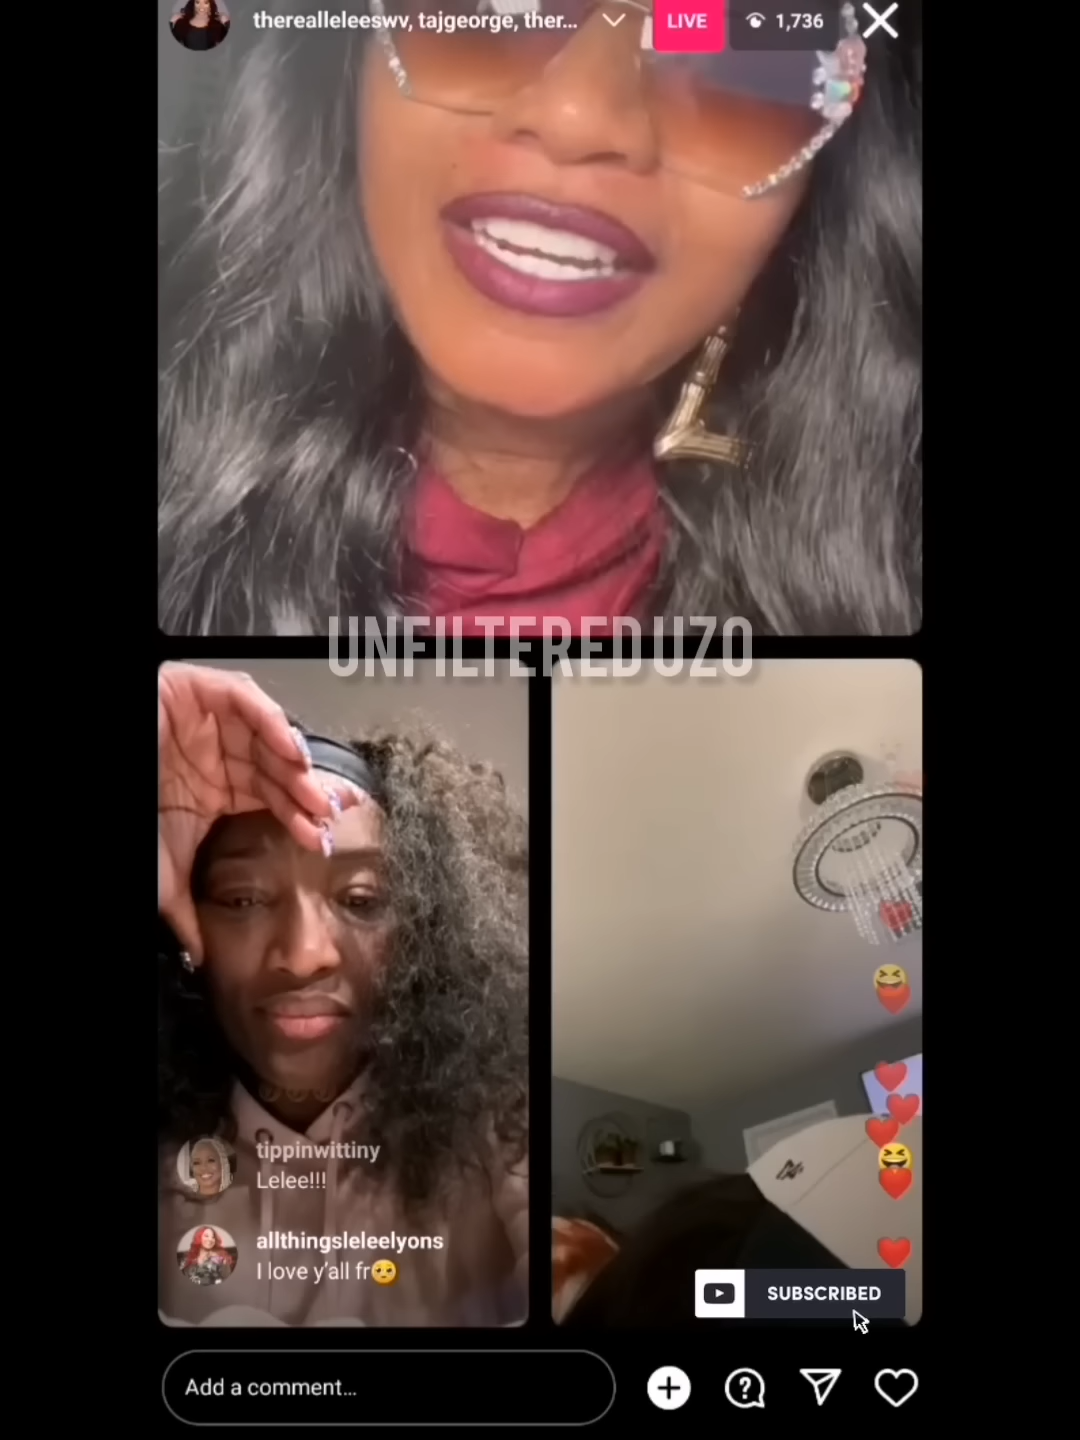 therealleleeswv, tajgeorge, ther...
LIVE
1,736
UNFILTEREDUZO
tippinwittiny
Lelee!!!
allthingsleleelyons
I love y'all fr🥺
SUBSCRIBED
Add a comment...